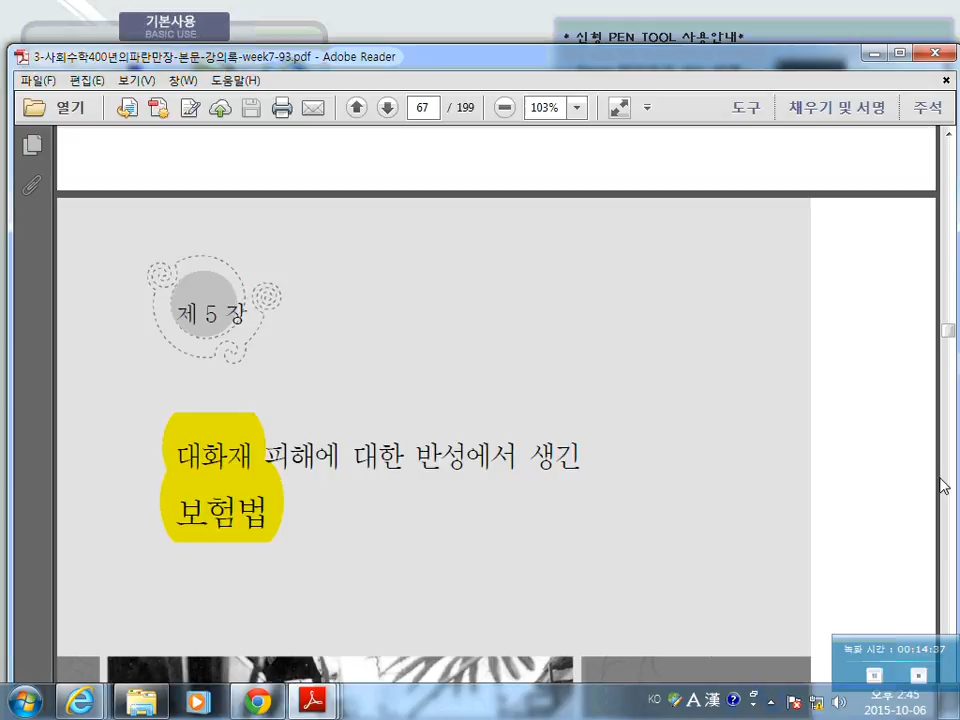 기본사용
BASIC USE
* 신형 PEN TOOL 사용안내*
3-사회수학400년의파란만장-본문-강의록-week7-93.pdf - Adobe Reader
파일(F) 편집(E) 보기(V) 창(W) 도움말(H)
열기 67 / 199 103% 도구 채우기 및 서명 주석
제 5 장
대화재 피해에 대한 반성에서 생긴
보험법
녹화 시간 : 00:14:37
KO A 漢
오후 2:45
2015-10-06